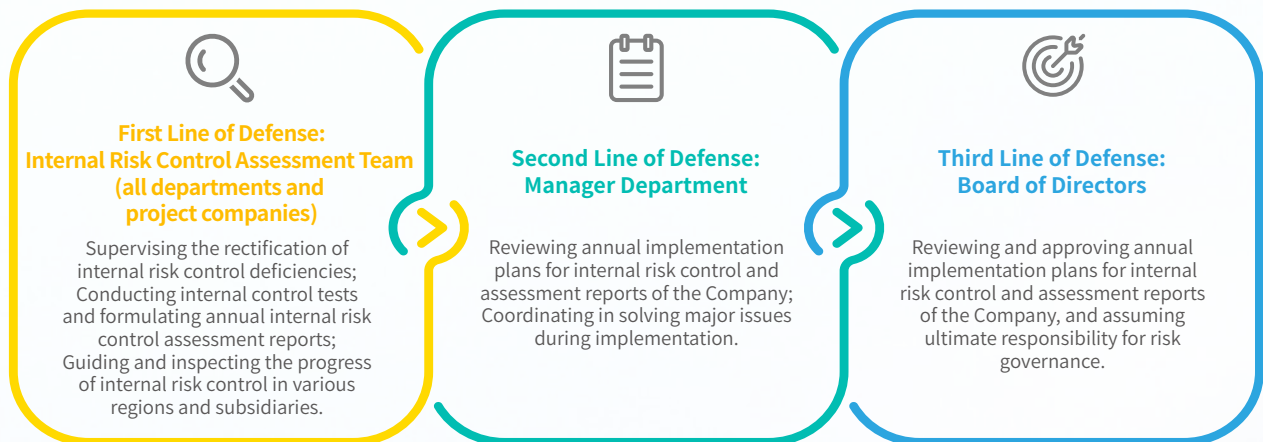 First Line of Defense:
Internal Risk Control Assessment Team
(all departments and
project companies)
Supervising the rectification of
internal risk control deficiencies;
Conducting internal control tests
and formulating annual internal risk
control assessment reports;
Guiding and inspecting the progress
of internal risk control in various
regions and subsidiaries.
Second Line of Defense:
Manager Department
Reviewing annual implementation
plans for internal risk control and
assessment reports of the Company;
Coordinating in solving major issues
during implementation.
Third Line of Defense:
Board of Directors
Reviewing and approving annual
implementation plans for internal
risk control and assessment reports
of the Company, and assuming
ultimate responsibility for risk
governance.